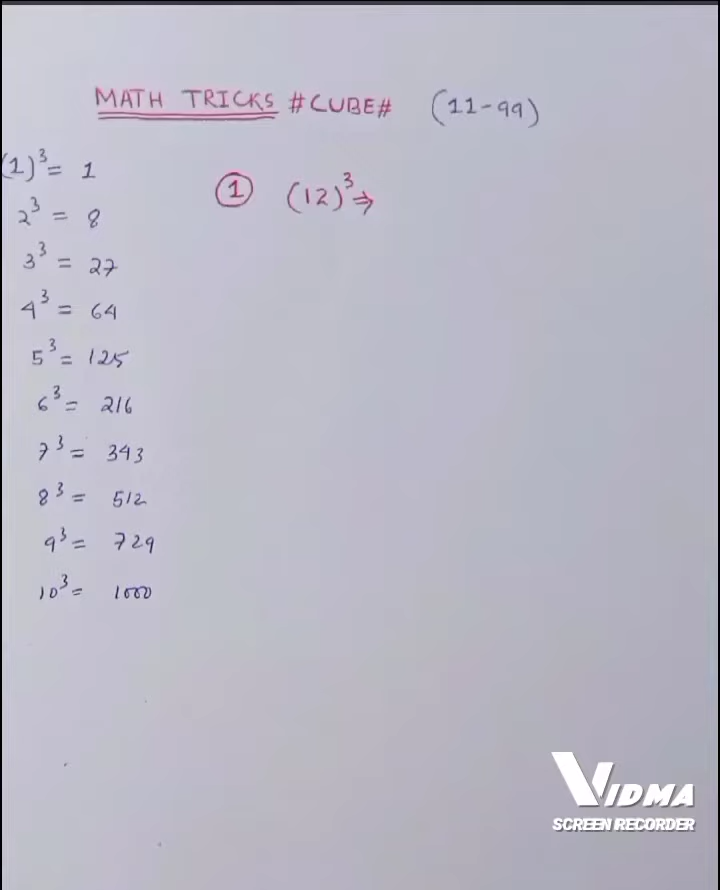 MATH TRICKS #CUBE# (11-99)
(1)³= 1
① (12)³⇒
2³ = 8
3³ = 27
4³ = 64
5³ = 125
6³ = 216
7³ = 343
8³ = 512
9³ = 729
10³ = 1000
VIDMA
SCREEN RECORDER